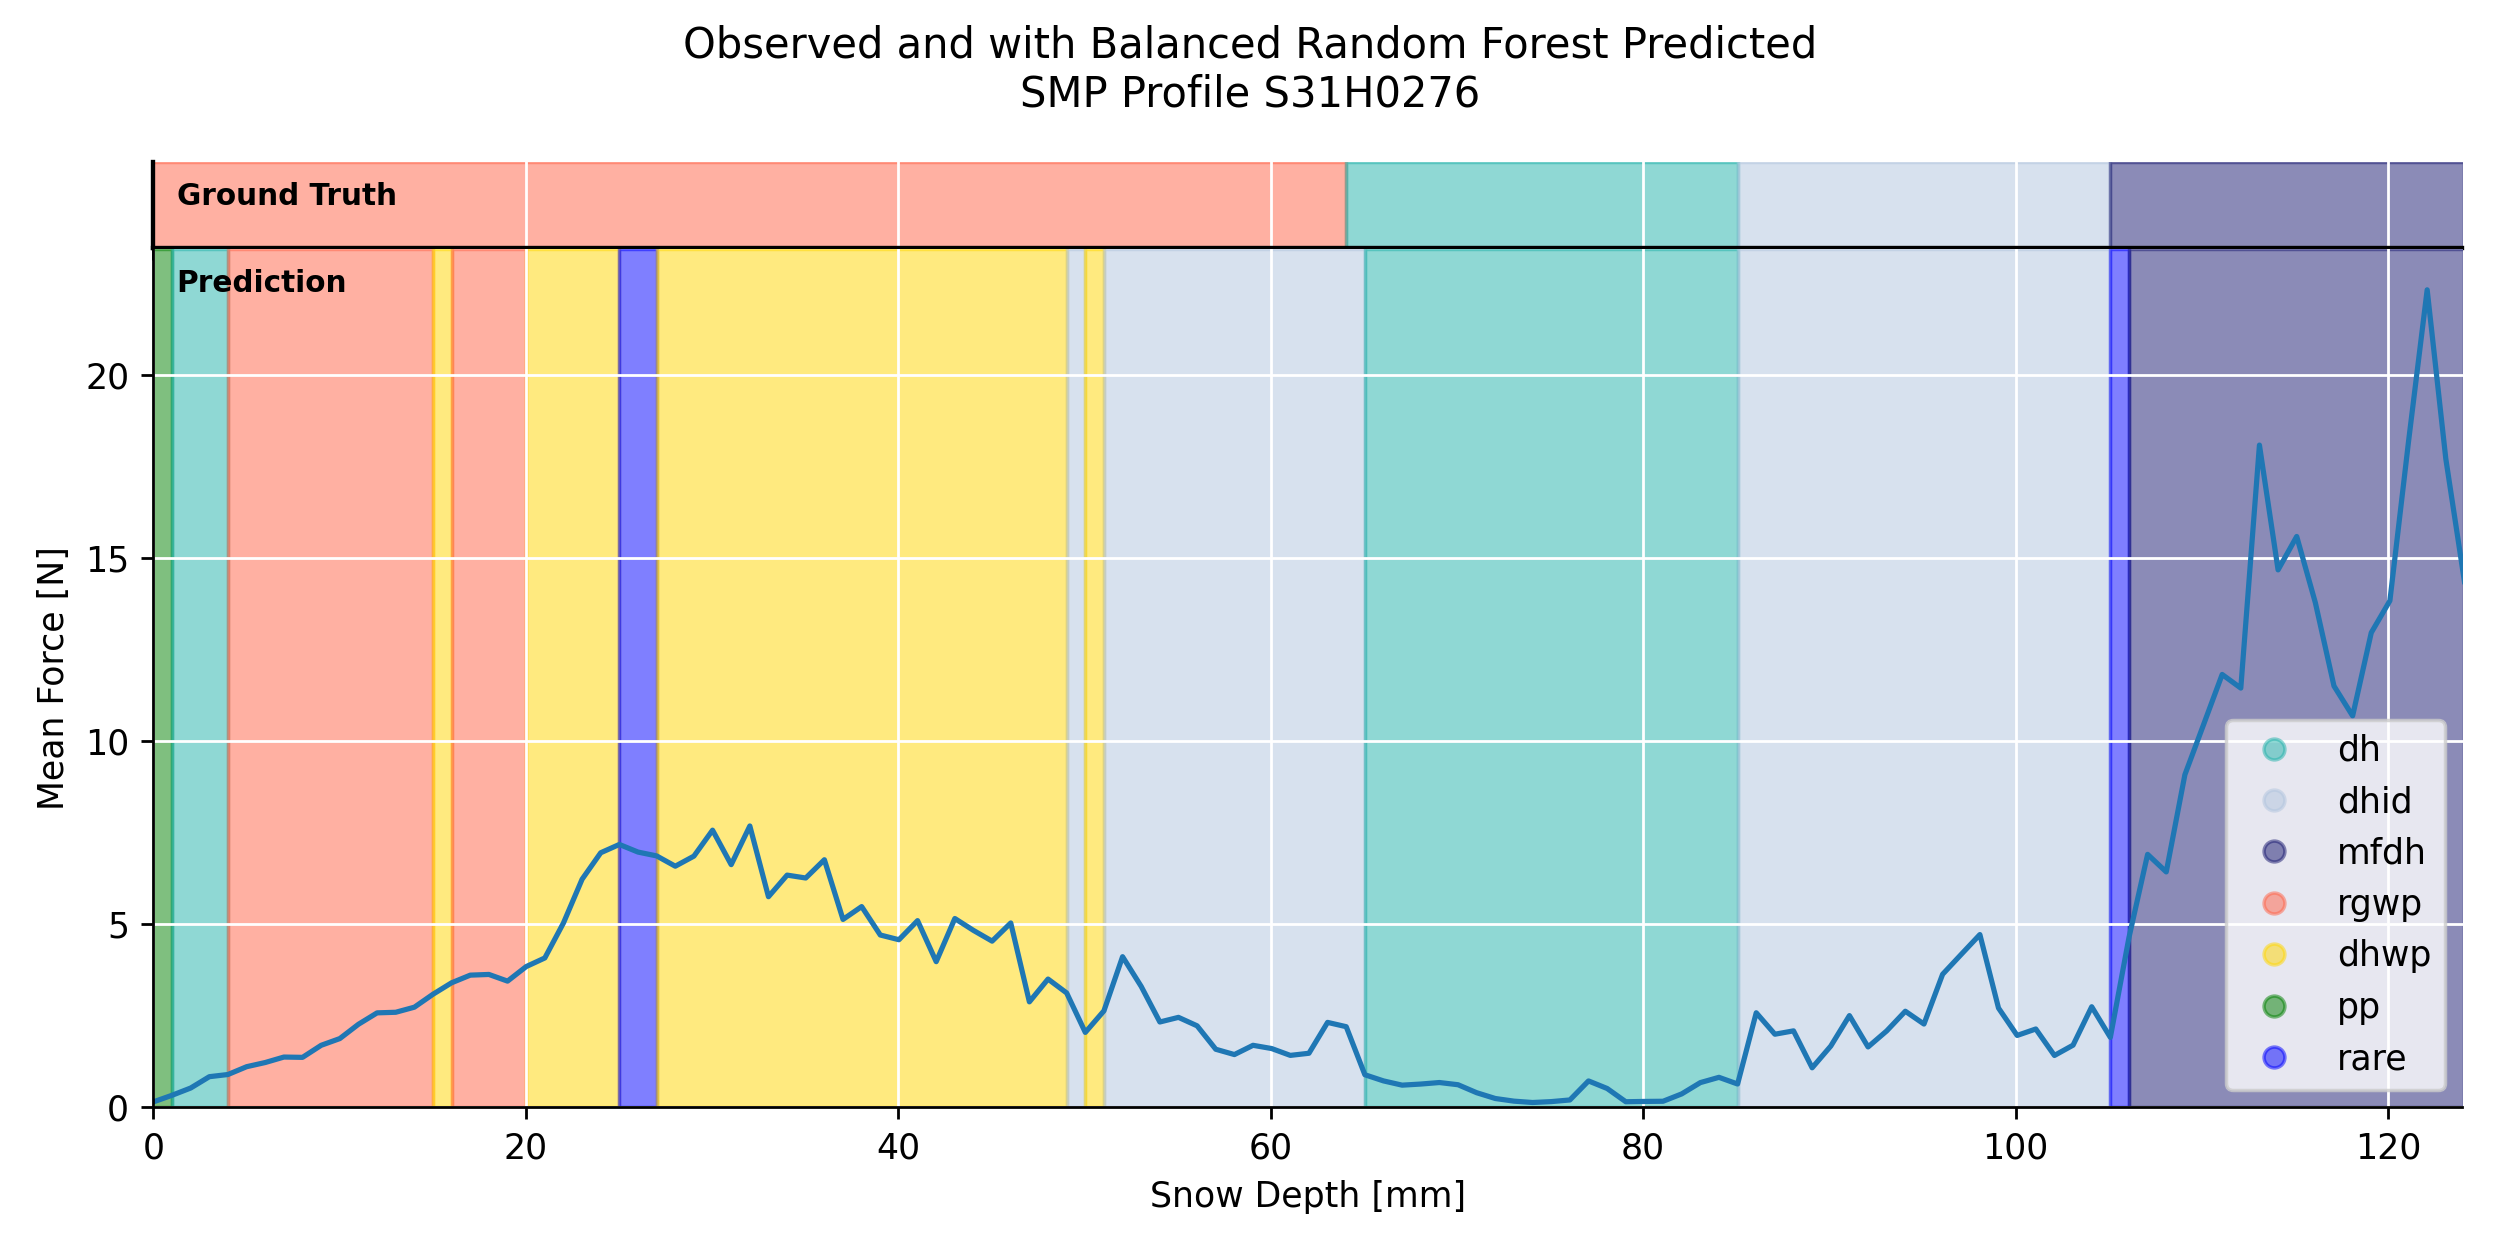 Observed and with Balanced Random Forest Predicted
SMP Profile S31H0276
Ground Truth
Prediction
20
15
10
5
0
Mean Force [N]
dh
dhid
mfdh
rgwp
dhwp
pp
rare
0 20 40 60 80 100 120
Snow Depth [mm]